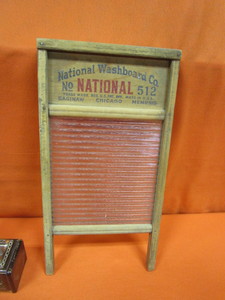 National Washboard Co.
No NATIONAL 512
SAGINAW CHICAGO MEMPHIS